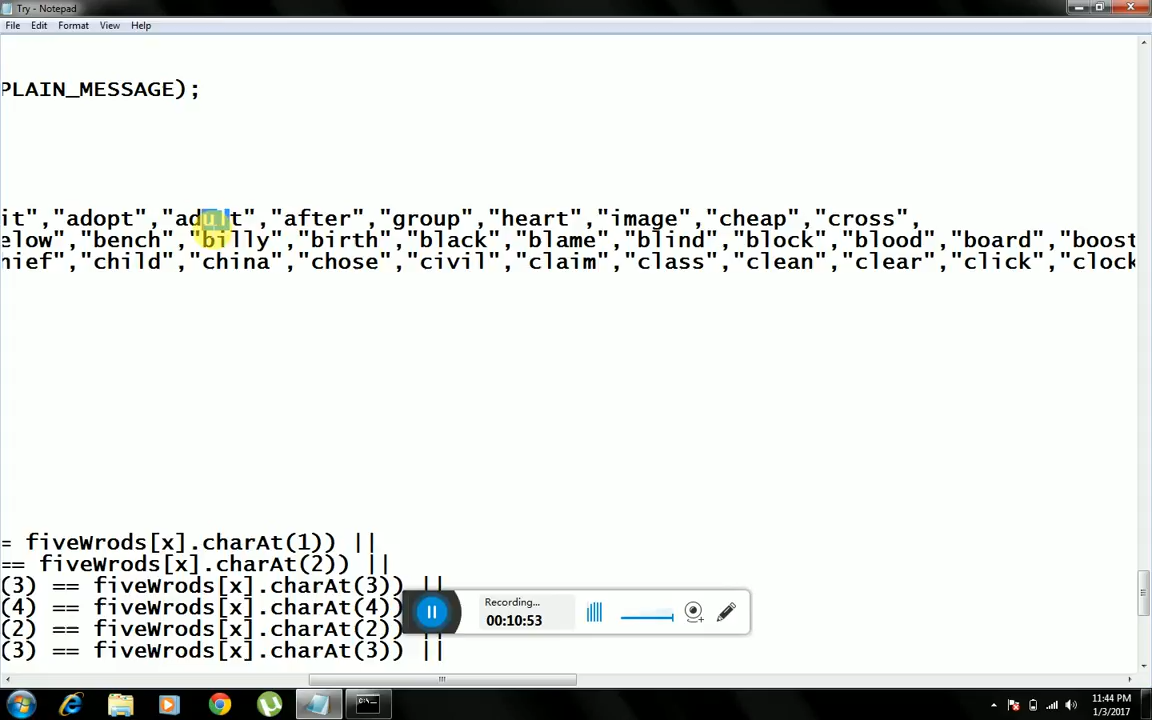 Try - Notepad
File Edit Format View Help
PLAIN_MESSAGE);
it","adopt","adult","after","group","heart","image","cheap","cross",
elow","bench","billy","birth","black","blame","blind","block","blood","board","boost
hief","child","china","chose","civil","claim","class","clean","clear","click","clock
= fiveWrods[x].charAt(1)) ||
== fiveWrods[x].charAt(2)) ||
(3) == fiveWrods[x].charAt(3)) ||
(4) == fiveWrods[x].charAt(4)) ||
(2) == fiveWrods[x].charAt(2)) ||
(3) == fiveWrods[x].charAt(3)) ||
Recording...
00:10:53
11:44 PM
1/3/2017